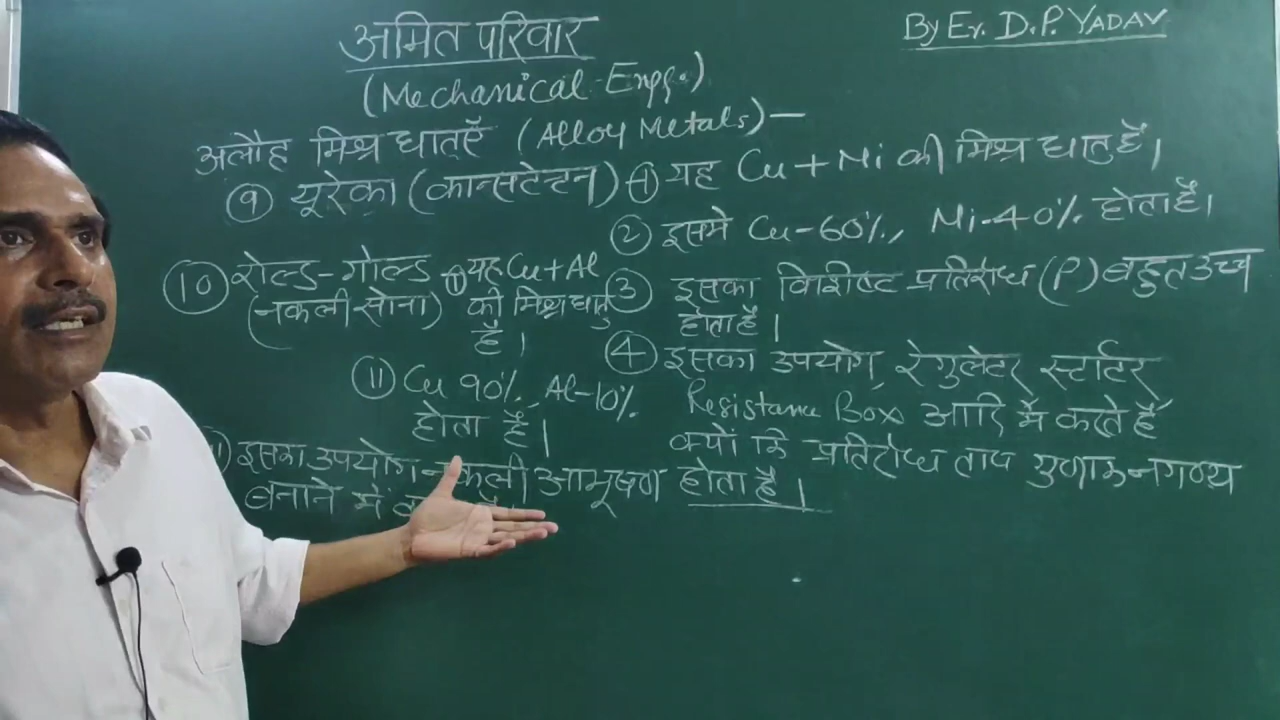 अमित परिवार
By Er. D.P. YADAV
(Mechanical Engg.)
अलौह मिश्र धातुएँ (Alloy Metals) —
⑨ यूरेका (कान्सटेन्टन) ① यह Cu + Ni की मिश्र धातु है।
② इसमे Cu-60%, Ni-40% होता है।
③ इसका विशिष्ट प्रतिरोध (ρ) बहुत उच्च
होता है।
④ इसका उपयोग, रेगुलेटर स्टार्टर
Resistance Box आदि में करते हैं
क्यों कि प्रतिरोध ताप गुणांक नगण्य
होता है।
⑩ रोल्ड-गोल्ड ① यह Cu + Al
(नकली सोना) की मिश्र धातु
है।
⑪ Cu 90%, Al-10%
होता है।
इसका उपयोग नकली आभूषण
बनाने में